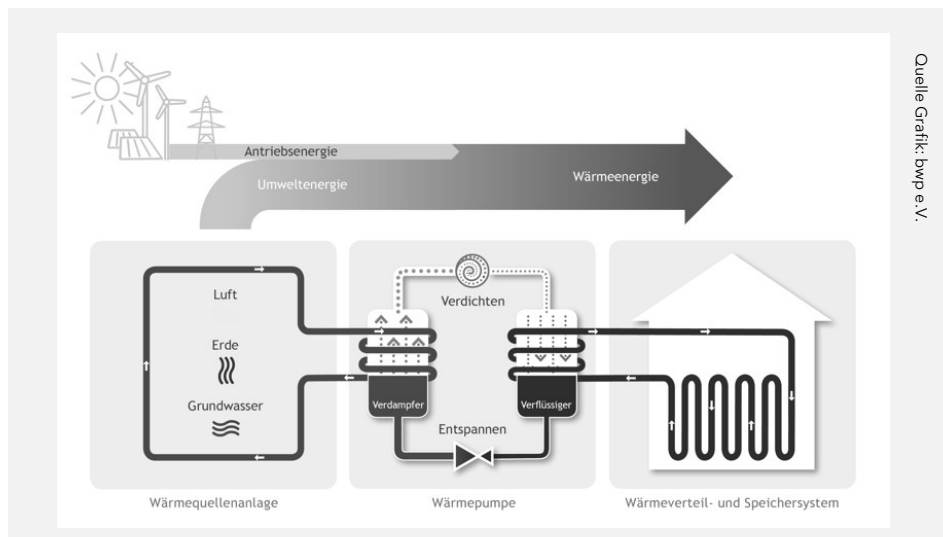 Antriebsenergie
Umweltenergie
Wärmeenergie
Luft
Erde
Grundwasser
Verdichten
Verdampfer
Verflüssiger
Entspannen
Wärmequellenanlage
Wärmepumpe
Wärmeverteil- und Speichersystem
Quelle Grafik: bwp e.V.